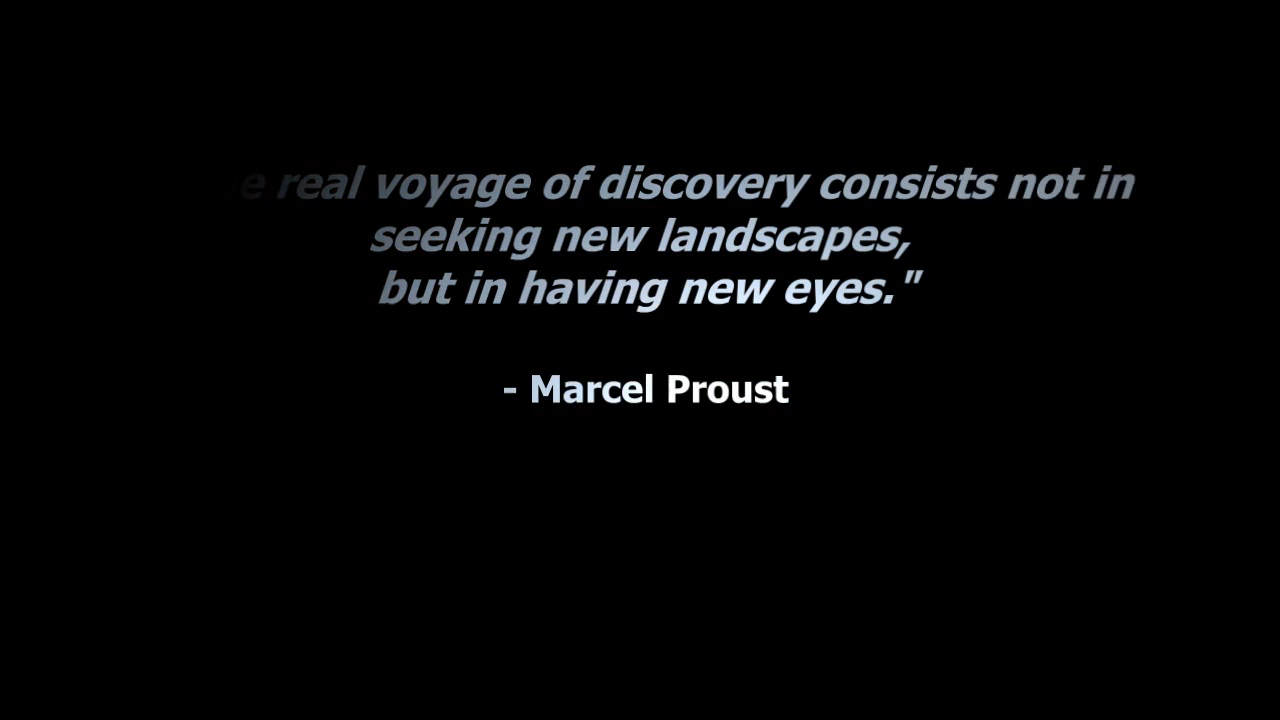 real voyage of discovery consists not in
seeking new landscapes,
but in having new eyes."
- Marcel Proust